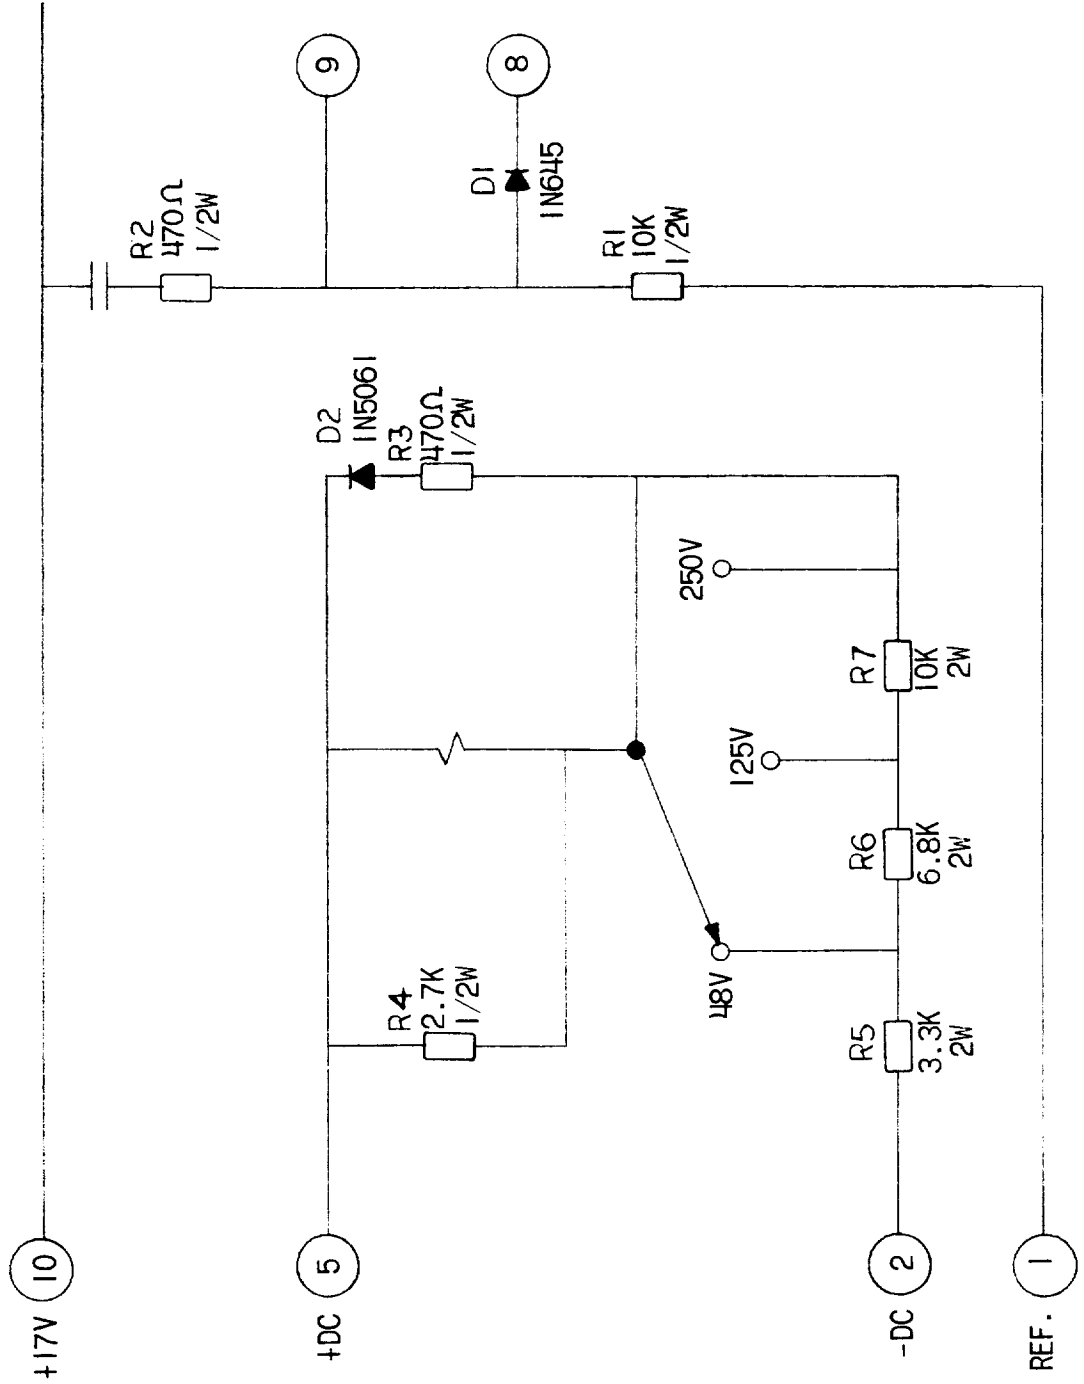 +17V
10
R2
470Ω
1/2W
9
8
D1
1N645
R1
10K
1/2W
+DC
5
D2
1N5061
R3
470Ω
1/2W
R4
2.7K
1/2W
250V
125V
48V
-DC
2
R5
3.3K
2W
R6
6.8K
2W
R7
10K
2W
REF.
1